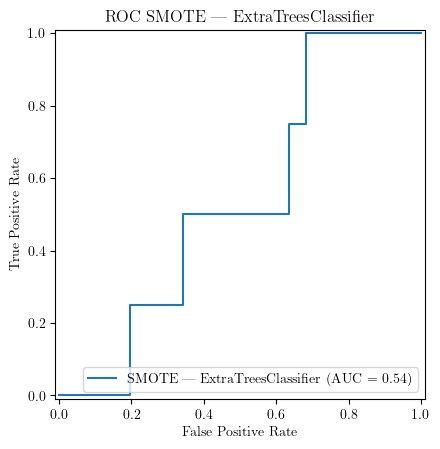 ROC SMOTE — ExtraTreesClassifier
1.0
0.8
0.6
0.4
0.2
0.0
True Positive Rate
SMOTE — ExtraTreesClassifier (AUC = 0.54)
0.0 0.2 0.4 0.6 0.8 1.0
False Positive Rate